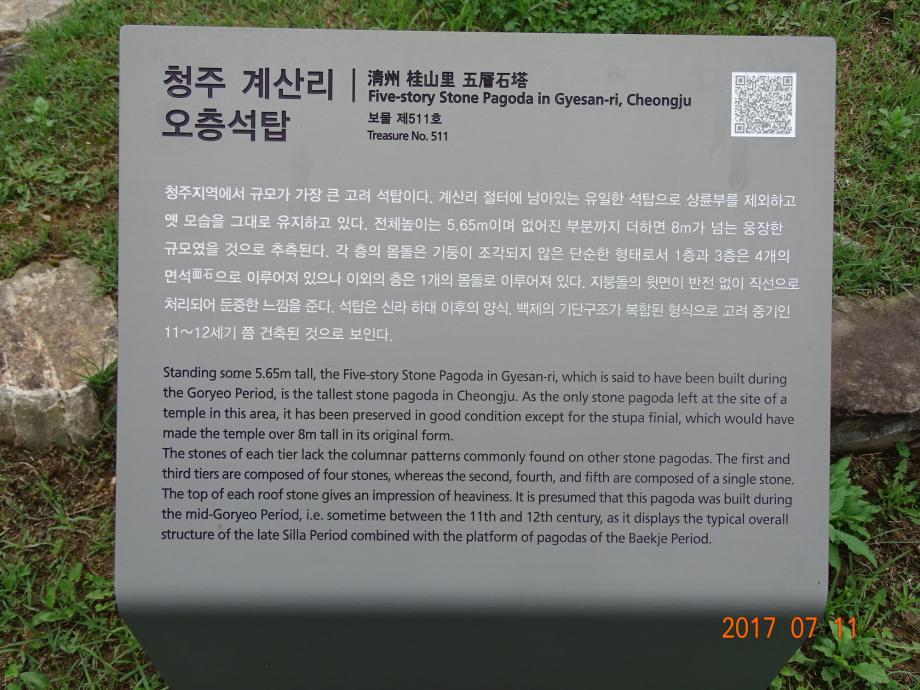 청주 계산리
오층석탑
淸州 桂山里 五層石塔
Five-story Stone Pagoda in Gyesan-ri, Cheongju
보물 제511호
Treasure No. 511
청주지역에서 규모가 가장 큰 고려 석탑이다. 계산리 절터에 남아있는 유일한 석탑으로 상륜부를 제외하고
옛 모습을 그대로 유지하고 있다. 전체높이는 5.65m이며 없어진 부분까지 더하면 8m가 넘는 웅장한
규모였을 것으로 추측된다. 각 층의 몸돌은 기둥이 조각되지 않은 단순한 형태로서 1층과 3층은 4개의
면석面石으로 이루어져 있으나 이외의 층은 1개의 몸돌로 이루어져 있다. 지붕돌의 윗면이 반전 없이 직선으로
처리되어 둔중한 느낌을 준다. 석탑은 신라 하대 이후의 양식, 백제의 기단구조가 복합된 형식으로 고려 중기인
11~12세기 쯤 건축된 것으로 보인다.
Standing some 5.65m tall, the Five-story Stone Pagoda in Gyesan-ri, which is said to have been built during
the Goryeo Period, is the tallest stone pagoda in Cheongju. As the only stone pagoda left at the site of a
temple in this area, it has been preserved in good condition except for the stupa finial, which would have
made the temple over 8m tall in its original form.
The stones of each tier lack the columnar patterns commonly found on other stone pagodas. The first and
third tiers are composed of four stones, whereas the second, fourth, and fifth are composed of a single stone.
The top of each roof stone gives an impression of heaviness. It is presumed that this pagoda was built during
the mid-Goryeo Period, i.e. sometime between the 11th and 12th century, as it displays the typical overall
structure of the late Silla Period combined with the platform of pagodas of the Baekje Period.
2017 07 11